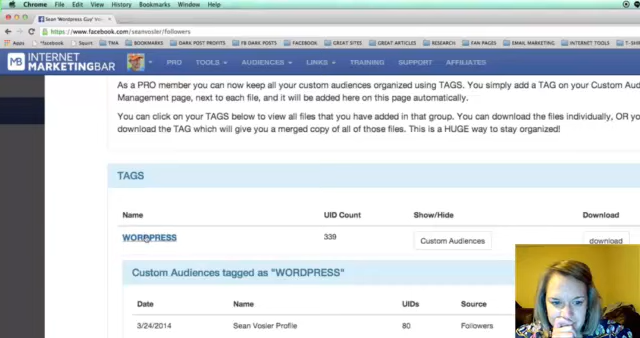 Chrome File Edit View History Bookmarks Window Help
Sean 'Wordpress Guy'
https://www.facebook.com/seanvosler/followers
Apps *facebook Squirt TMA BOOKMARKS DARK POST PROFITS FB DARK POSTS FACEBOOK GREAT SITES GREAT ARTICLES RESEARCH FAN PAGES EMAIL MARKETING INTERNET TOOLS T-SHIR
MB INTERNET MARKETINGBAR PRO TOOLS AUDIENCES LINKS TRAINING SUPPORT AFFILIATES
As a PRO member you can now keep all your custom audiences organized using TAGS. You simply add a TAG on your Custom Aud
Management page, next to each file, and it will be added here on this page automatically.
You can click on your TAGS below to view all files that you have added in that group. You can download the files individually, OR yo
download the TAG which will give you a merged copy of all of those files. This is a HUGE way to stay organized!
TAGS
Name UID Count Show/Hide Download
WORDPRESS 339 Custom Audiences download
Custom Audiences tagged as "WORDPRESS"
Date Name UIDs Source
3/24/2014 Sean Vosler Profile 80 Followers